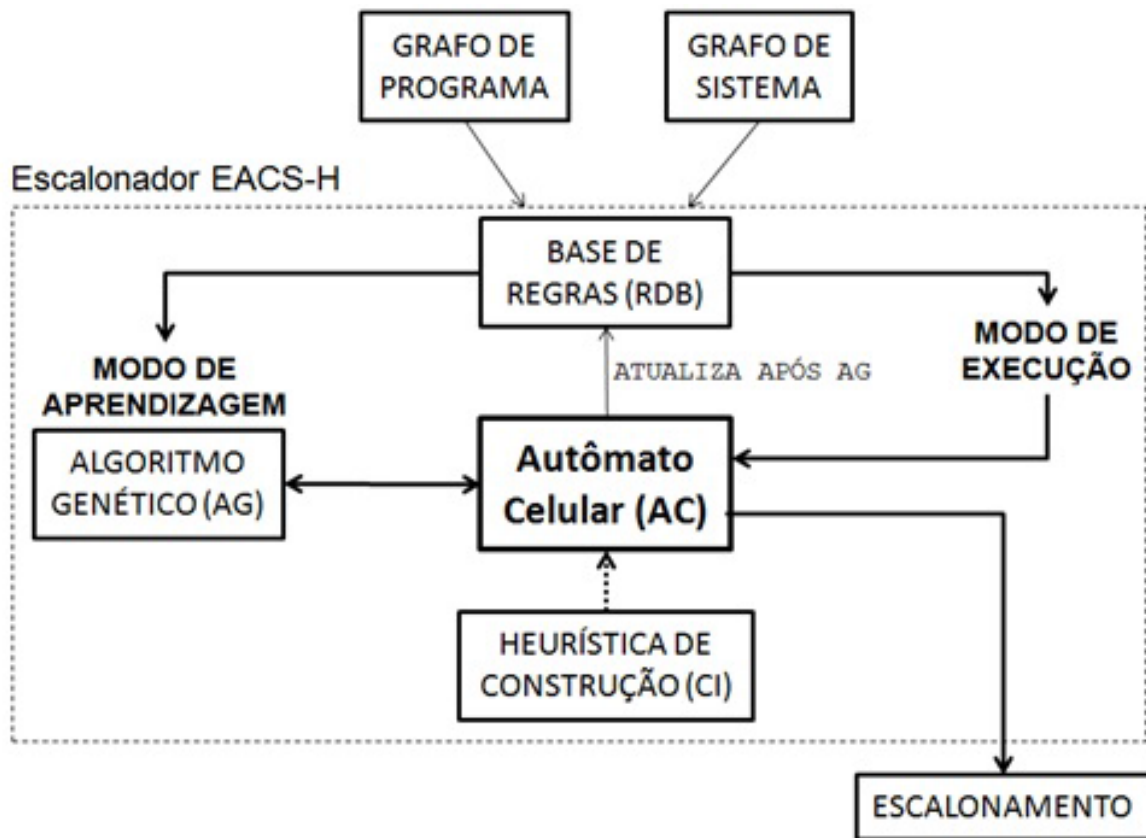 GRAFO DE
PROGRAMA
GRAFO DE
SISTEMA
Escalonador EACS-H
BASE DE
REGRAS (RDB)
MODO DE
APRENDIZAGEM
ATUALIZA APÓS AG
MODO DE
EXECUÇÃO
ALGORITMO
GENÉTICO (AG)
Autômato
Celular (AC)
HEURÍSTICA DE
CONSTRUÇÃO (CI)
ESCALONAMENTO